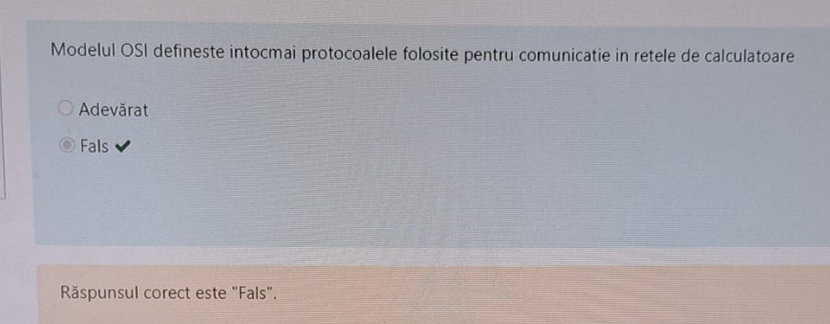 Modelul OSI defineste intocmai protocoalele folosite pentru comunicatie in retele de calculatoare
Adevărat
Fals ✔
Răspunsul corect este "Fals".